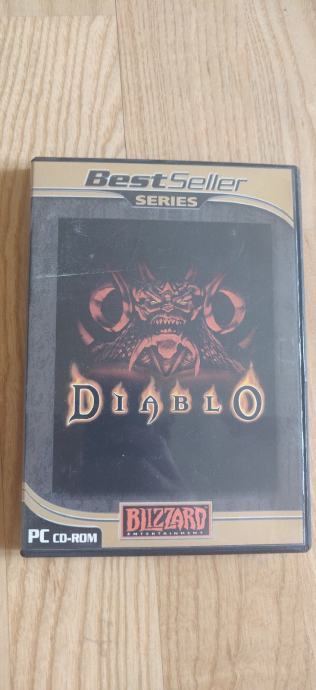 BestSeller
SERIES
DIABLO
BLIZZARD
ENTERTAINMENT
PC CD-ROM